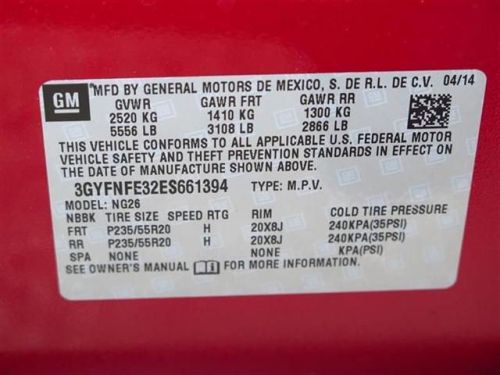 GM
MFD BY GENERAL MOTORS DE MEXICO, S. DE R.L. DE C.V. 04/14
GVWR GAWR FRT GAWR RR
2520 KG 1410 KG 1300 KG
5556 LB 3108 LB 2866 LB
THIS VEHICLE CONFORMS TO ALL APPLICABLE U.S. FEDERAL MOTOR
VEHICLE SAFETY AND THEFT PREVENTION STANDARDS IN EFFECT ON
THE DATE OF MANUFACTURE SHOWN ABOVE.
3GYFNFE32ES661394 TYPE: M.P.V.
MODEL: NG26
NBBK TIRE SIZE SPEED RTG RIM COLD TIRE PRESSURE
FRT P235/55R20 H 20X8J 240KPA(35PSI)
RR P235/55R20 H 20X8J 240KPA(35PSI)
SPA NONE NONE KPA(PSI)
SEE OWNER'S MANUAL FOR MORE INFORMATION.